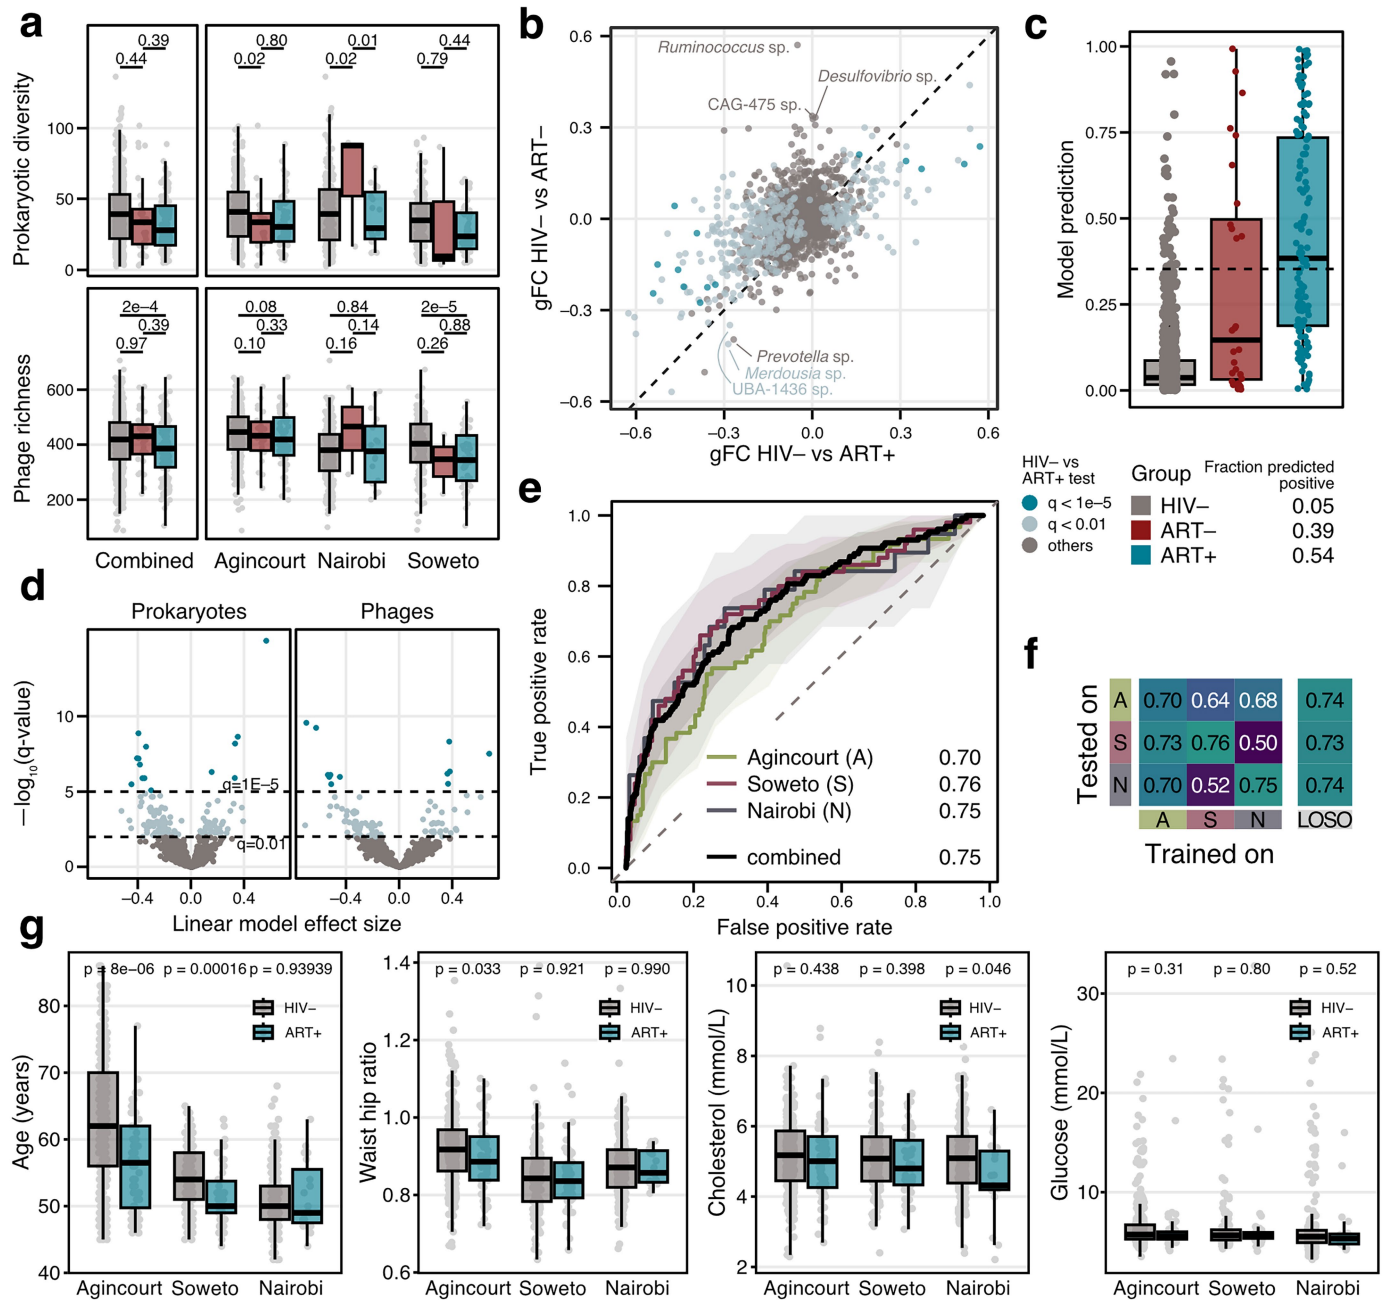 a
Prokaryotic diversity
0.39
0.44
0.80
0.02
0.01
0.02
0.44
0.79
100
50
0
Phage richness
2e–4
0.39
0.97
0.08
0.33
0.10
0.84
0.14
0.16
2e–5
0.88
0.26
600
400
200
Combined
Agincourt
Nairobi
Soweto
b
gFC HIV– vs ART–
0.6
0.3
0.0
–0.3
–0.6
Ruminococcus sp.
Desulfovibrio sp.
CAG-475 sp.
Prevotella sp.
Merdousia sp.
UBA-1436 sp.
–0.6
–0.3
0.0
0.3
0.6
gFC HIV– vs ART+
HIV– vs
ART+ test
q < 1e–5
q < 0.01
others
c
Model prediction
1.00
0.75
0.50
0.25
0.00
Group
Fraction predicted
positive
HIV–
0.05
ART–
0.39
ART+
0.54
d
Prokaryotes
Phages
—log10(q-value)
10
5
0
q=1E–5
q=0.01
–0.4
0.0
0.4
–0.4
0.0
0.4
Linear model effect size
e
True positive rate
1.0
0.8
0.6
0.4
0.2
0.0
Agincourt (A)
0.70
Soweto (S)
0.76
Nairobi (N)
0.75
combined
0.75
0.0
0.2
0.4
0.6
0.8
1.0
False positive rate
f
Tested on
A
0.70
0.64
0.68
0.74
S
0.73
0.76
0.50
0.73
N
0.70
0.52
0.75
0.74
A
S
N
LOSO
Trained on
g
Age (years)
p = 8e–06
p = 0.00016
p = 0.93939
HIV–
ART+
80
70
60
50
40
Agincourt
Soweto
Nairobi
Waist hip ratio
p = 0.033
p = 0.921
p = 0.990
HIV–
ART+
1.4
1.2
1.0
0.8
0.6
Agincourt
Soweto
Nairobi
Cholesterol (mmol/L)
p = 0.438
p = 0.398
p = 0.046
HIV–
ART+
10
8
6
4
2
Agincourt
Soweto
Nairobi
Glucose (mmol/L)
p = 0.31
p = 0.80
p = 0.52
HIV–
ART+
30
20
10
Agincourt
Soweto
Nairobi